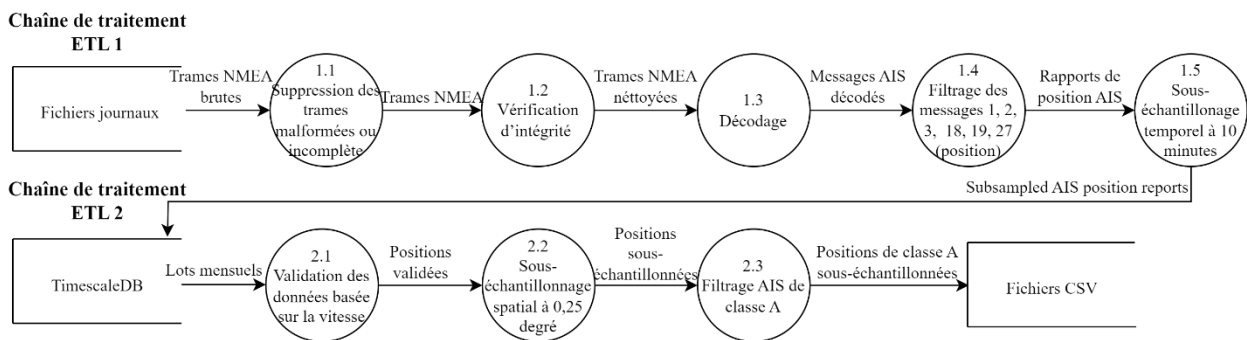 Chaîne de traitement
ETL 1
Fichiers journaux
Trames NMEA
brutes
1.1
Suppression des
trames
malformées ou
incomplète
Trames NMEA
1.2
Vérification
d'intégrité
Trames NMEA
néttoyées
1.3
Décodage
Messages AIS
décodés
1.4
Filtrage des
messages 1, 2,
3, 18, 19, 27
(position)
Rapports de
position AIS
1.5
Sous-
échantillonage
temporel à 10
minutes
Subsampled AIS position reports
Chaîne de traitement
ETL 2
TimescaleDB
Lots mensuels
2.1
Validation des
données basée
sur la vitesse
Positions
validées
2.2
Sous-
échantillonnage
spatial à 0,25
degré
Positions
sous-
échantillonnées
2.3
Filtrage AIS de
classe A
Positions de classe A
sous-échantillonnées
Fichiers CSV